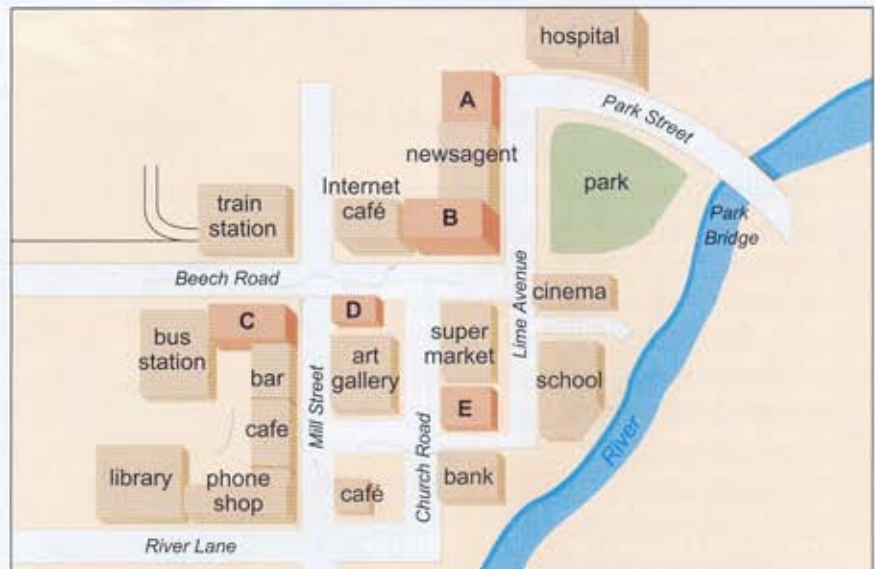 hospital
A
Park Street
newsagent
Internet
café
park
train
station
B
Park
Bridge
Beech Road
Lime Avenue
cinema
C
D
bus
station
super
market
art
gallery
bar
school
Mill Street
E
cafe
Church Road
River
library
phone
shop
café
bank
River Lane